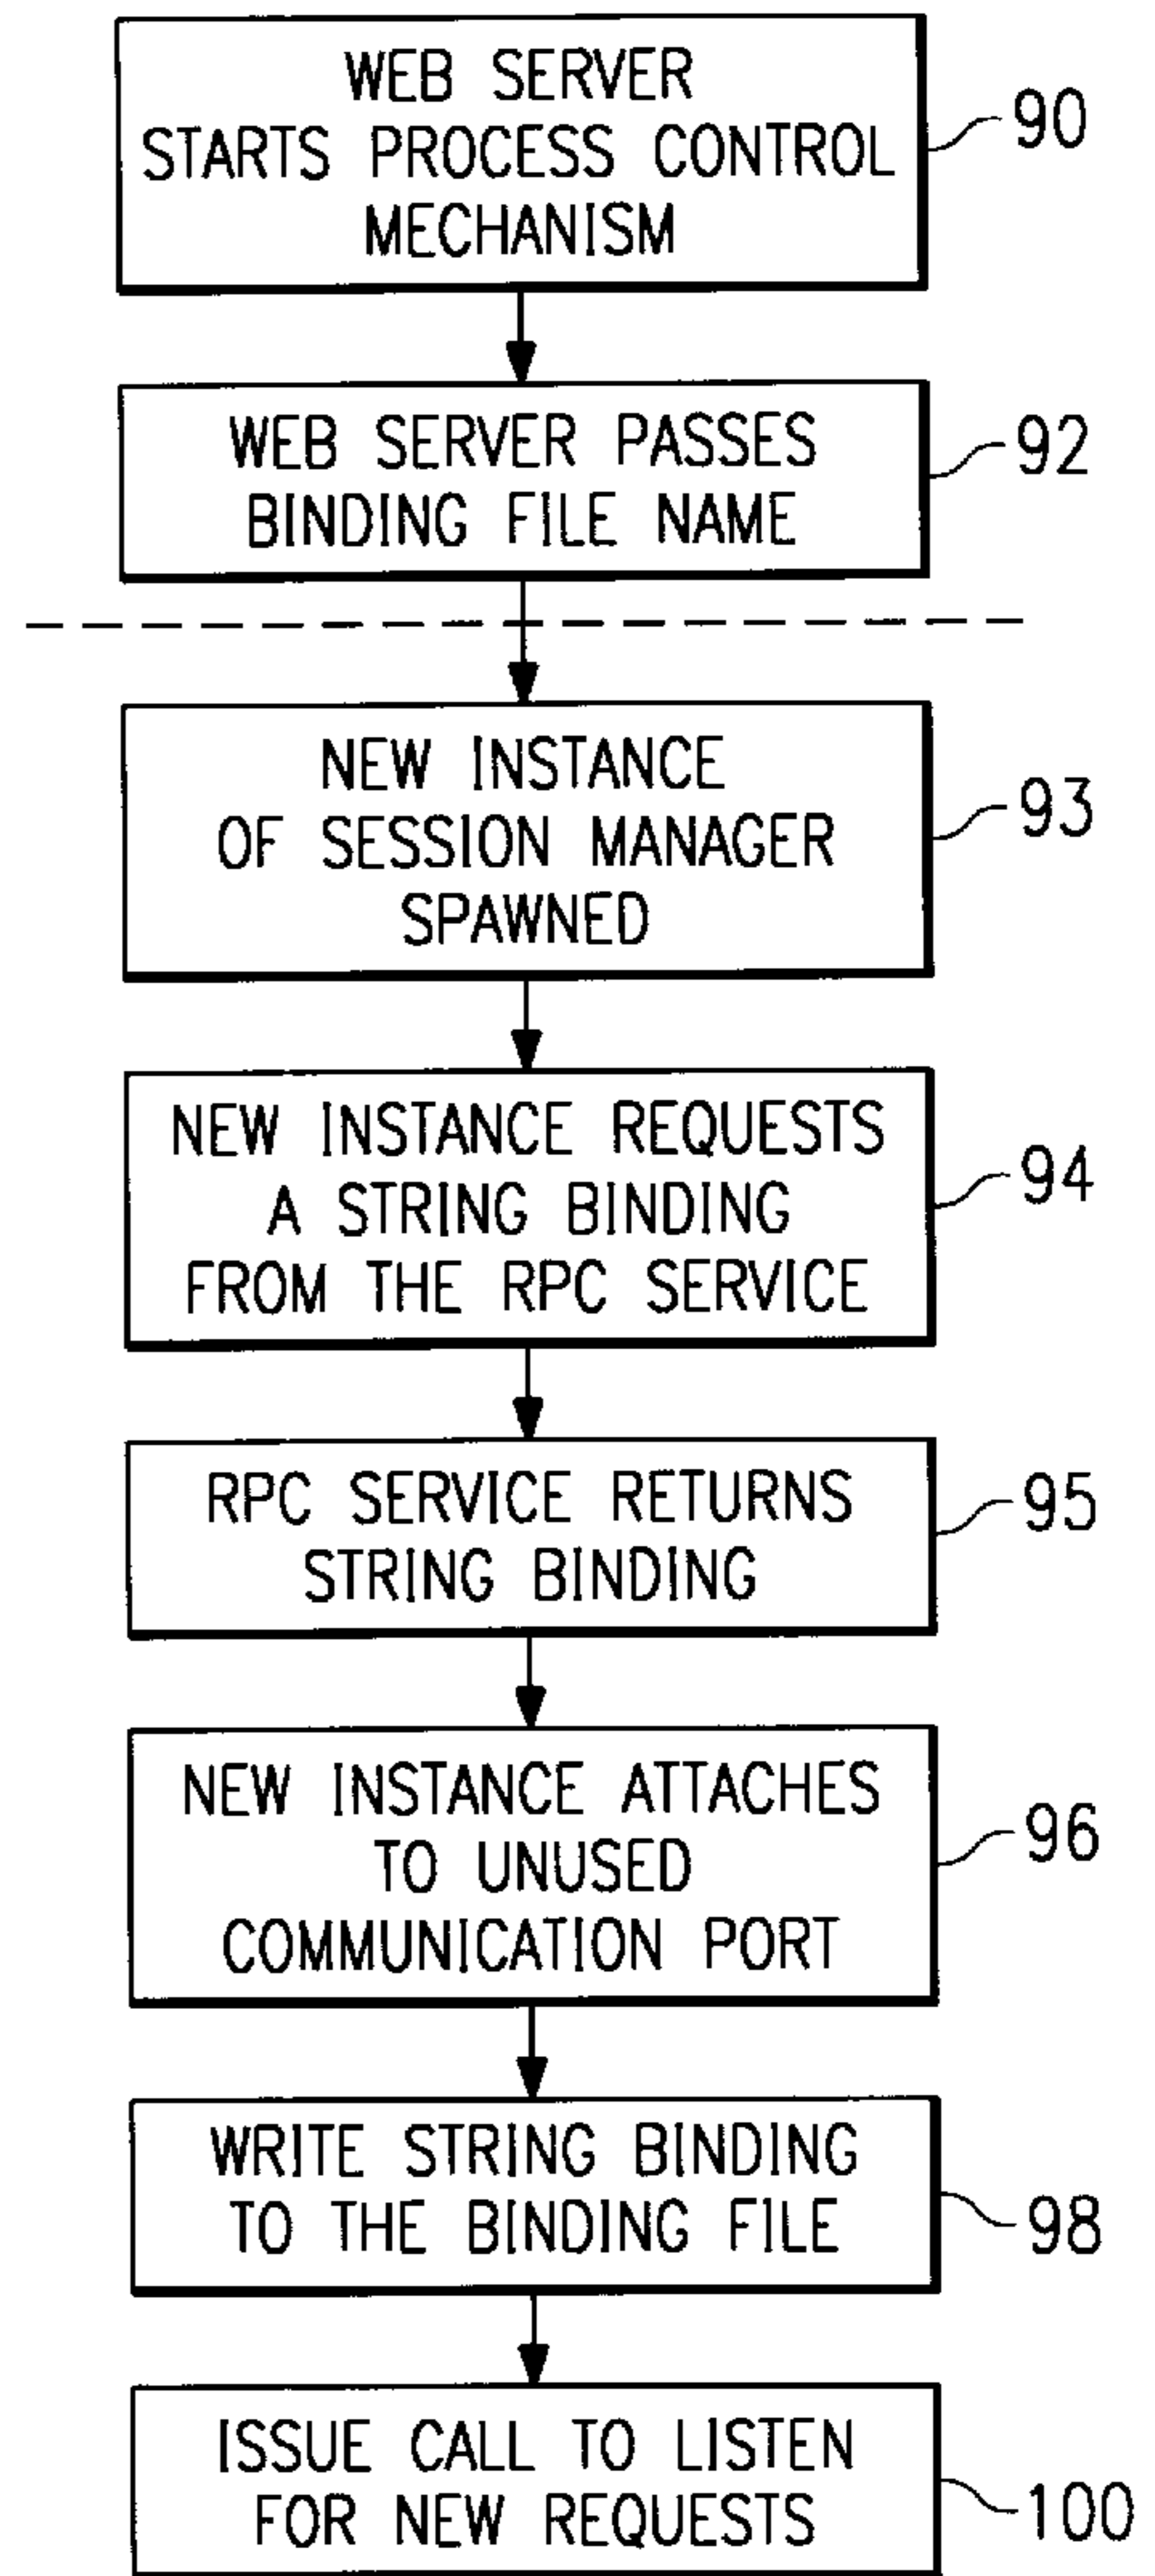 WEB SERVER
STARTS PROCESS CONTROL
MECHANISM
90
WEB SERVER PASSES
BINDING FILE NAME
92
NEW INSTANCE
OF SESSION MANAGER
SPAWNED
93
NEW INSTANCE REQUESTS
A STRING BINDING
FROM THE RPC SERVICE
94
RPC SERVICE RETURNS
STRING BINDING
95
NEW INSTANCE ATTACHES
TO UNUSED
COMMUNICATION PORT
96
WRITE STRING BINDING
TO THE BINDING FILE
98
ISSUE CALL TO LISTEN
FOR NEW REQUESTS
100